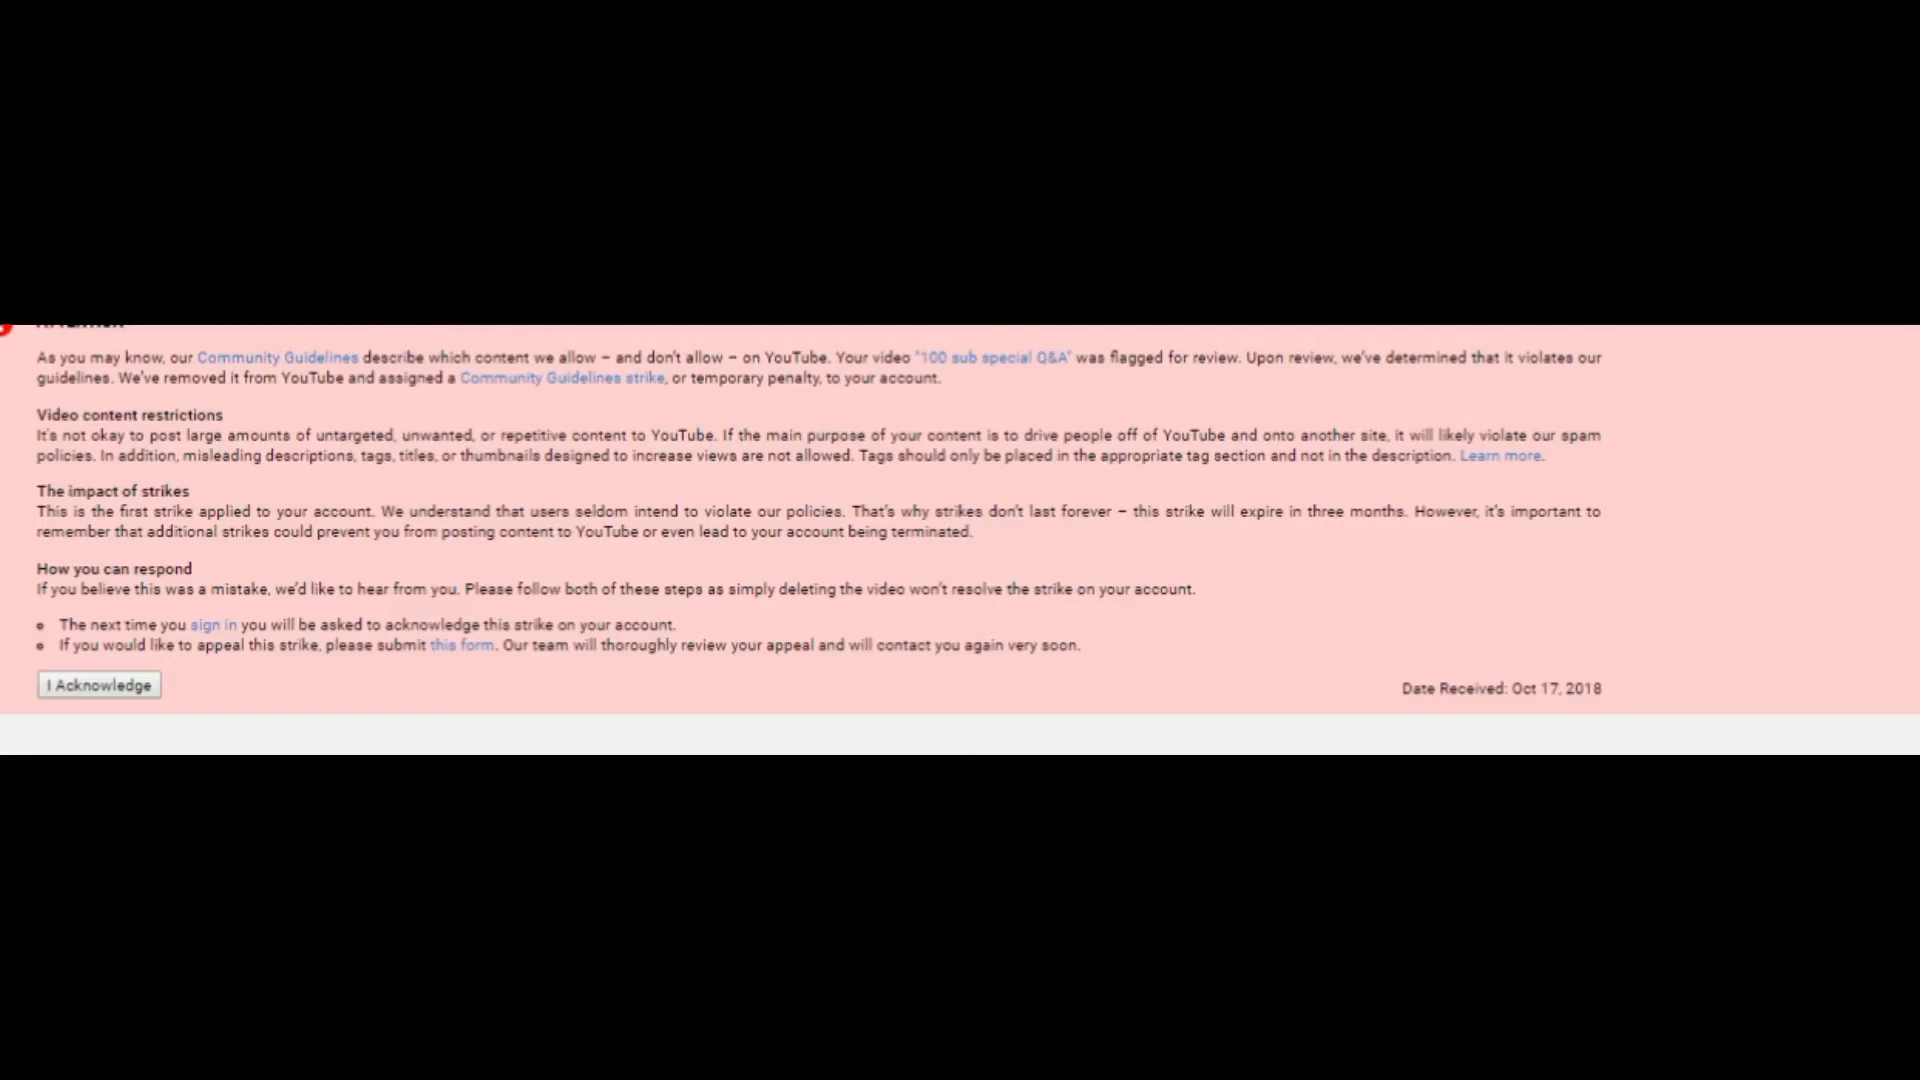 As you may know, our Community Guidelines describe which content we allow – and don't allow – on YouTube. Your video "100 sub special Q&A" was flagged for review. Upon review, we've determined that it violates our
guidelines. We've removed it from YouTube and assigned a Community Guidelines strike, or temporary penalty, to your account.
Video content restrictions
It's not okay to post large amounts of untargeted, unwanted, or repetitive content to YouTube. If the main purpose of your content is to drive people off of YouTube and onto another site, it will likely violate our spam
policies. In addition, misleading descriptions, tags, titles, or thumbnails designed to increase views are not allowed. Tags should only be placed in the appropriate tag section and not in the description. Learn more.
The impact of strikes
This is the first strike applied to your account. We understand that users seldom intend to violate our policies. That's why strikes don't last forever – this strike will expire in three months. However, it's important to
remember that additional strikes could prevent you from posting content to YouTube or even lead to your account being terminated.
How you can respond
If you believe this was a mistake, we'd like to hear from you. Please follow both of these steps as simply deleting the video won't resolve the strike on your account.
The next time you sign in you will be asked to acknowledge this strike on your account.
If you would like to appeal this strike, please submit this form. Our team will thoroughly review your appeal and will contact you again very soon.
I Acknowledge
Date Received: Oct 17, 2018